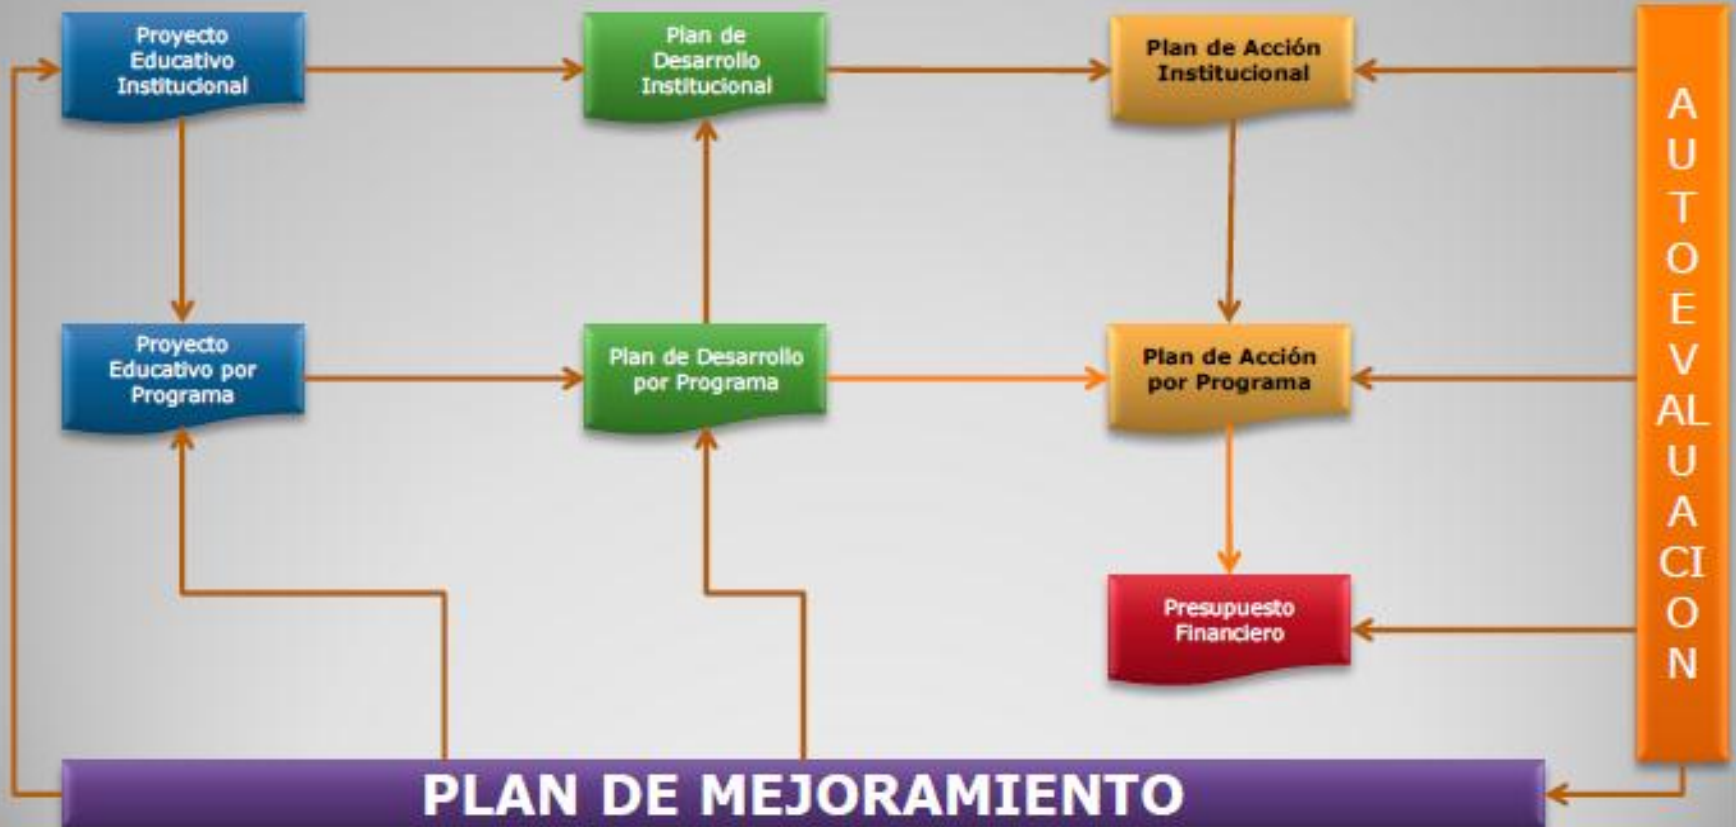 Proyecto
Educativo
Institucional
Plan de
Desarrollo
Institucional
Plan de Acción
Institucional
Proyecto
Educativo por
Programa
Plan de Desarrollo
por Programa
Plan de Acción
por Programa
Presupuesto
Financiero
A
U
T
O
E
V
AL
U
A
CI
O
N
PLAN DE MEJORAMIENTO